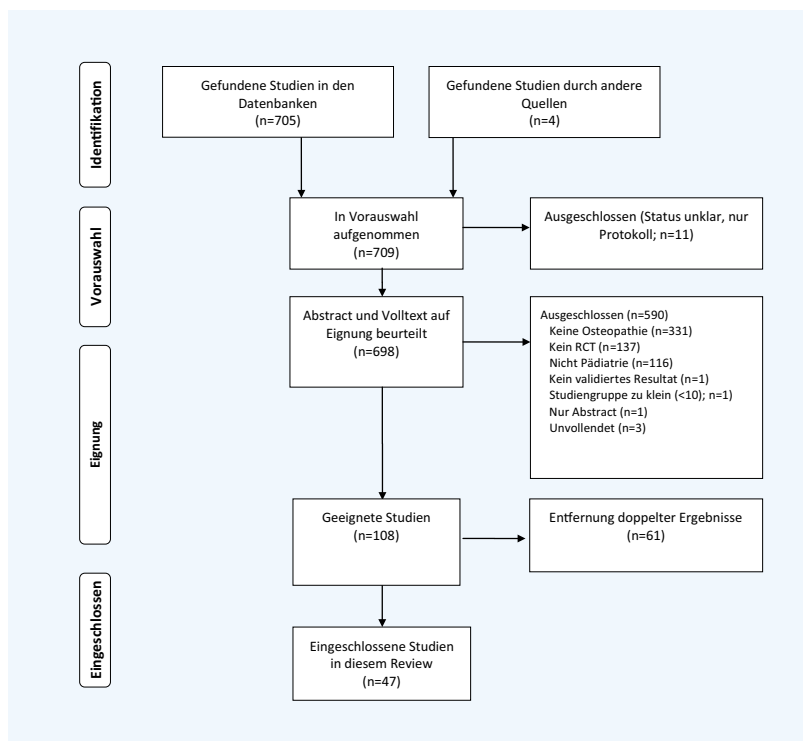 Identifikation
Gefundene Studien in den
Datenbanken
(n=705)
Gefundene Studien durch andere
Quellen
(n=4)
Vorauswahl
In Vorauswahl
aufgenommen
(n=709)
Ausgeschlossen (Status unklar, nur
Protokoll; n=11)
Abstract und Volltext auf
Eignung beurteilt
(n=698)
Ausgeschlossen (n=590)
Keine Osteopathie (n=331)
Kein RCT (n=137)
Nicht Pädiatrie (n=116)
Kein validiertes Resultat (n=1)
Studiengruppe zu klein (<10); n=1)
Nur Abstract (n=1)
Unvollendet (n=3)
Eignung
Geeignete Studien
(n=108)
Entfernung doppelter Ergebnisse
(n=61)
Eingeschlossen
Eingeschlossene Studien
in diesem Review
(n=47)